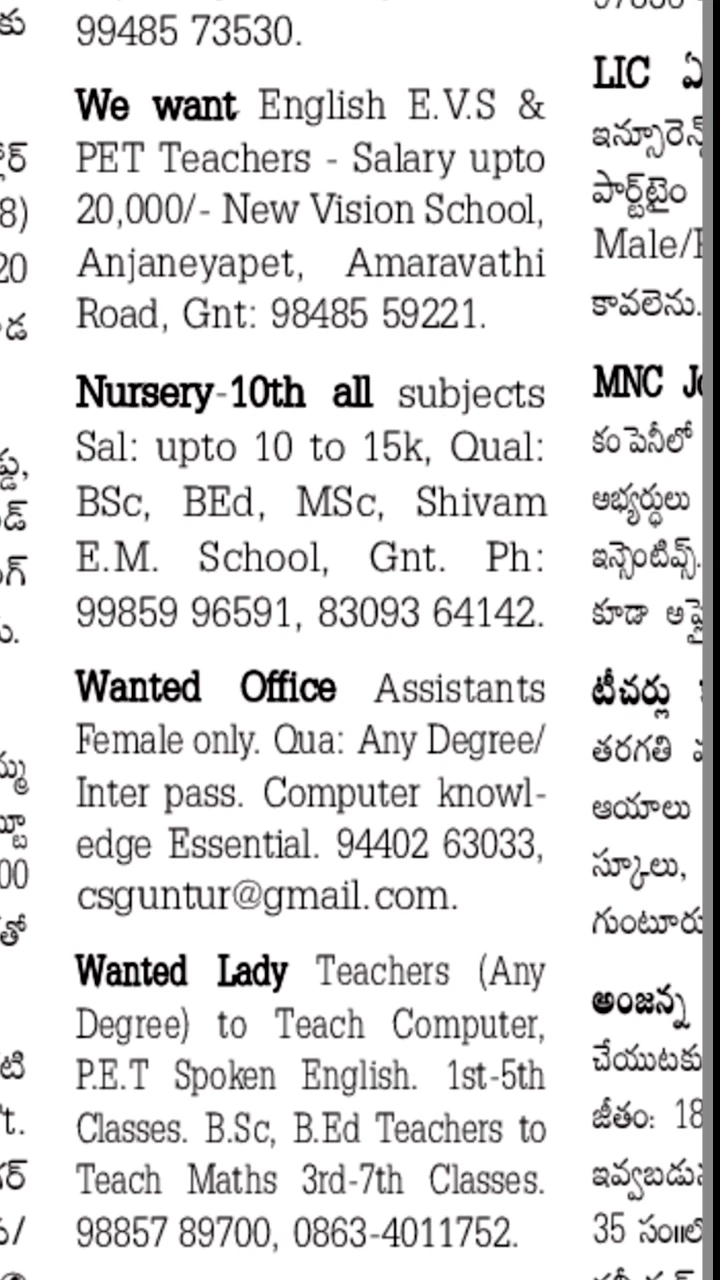 99485 73530.
We want English E.V.S &
PET Teachers - Salary upto
20,000/- New Vision School,
Anjaneyapet, Amaravathi
Road, Gnt: 98485 59221.
Nursery-10th all subjects
Sal: upto 10 to 15k, Qual:
BSc, BEd, MSc, Shivam
E.M. School, Gnt. Ph:
99859 96591, 83093 64142.
Wanted Office Assistants
Female only. Qua: Any Degree/
Inter pass. Computer knowl-
edge Essential. 94402 63033,
csguntur@gmail.com.
Wanted Lady Teachers (Any
Degree) to Teach Computer,
P.E.T Spoken English. 1st-5th
Classes. B.Sc, B.Ed Teachers to
Teach Maths 3rd-7th Classes.
98857 89700, 0863-4011752.
LIC
ఇన్సూరెన్స్
పార్ట్‌టైం
Male/
కావలెను.
MNC
కంపెనీలో
అభ్యర్ధులు
ఇన్సెంటివ్స్.
కూడా
టీచర్లు
తరగతి
ఆయాలు
స్కూలు,
గుంటూరు
అంజన్న
చేయుటకు
జీతం: 18
ఇవ్వబడు
35 సం॥ల